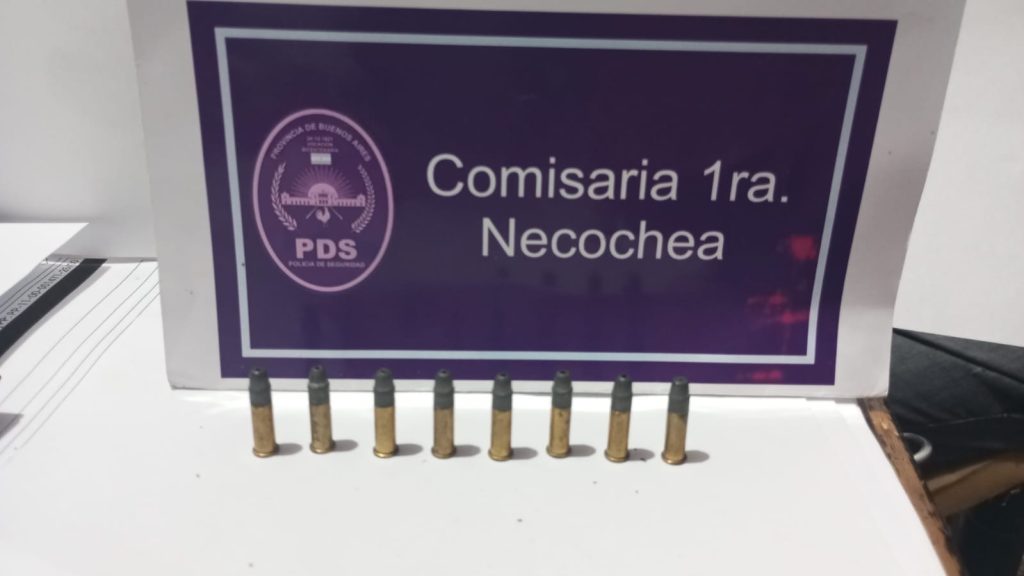 PROVINCIA DE BUENOS AIRES
PDS
POLICIA DE SEGURIDAD
Comisaria 1ra.
Necochea